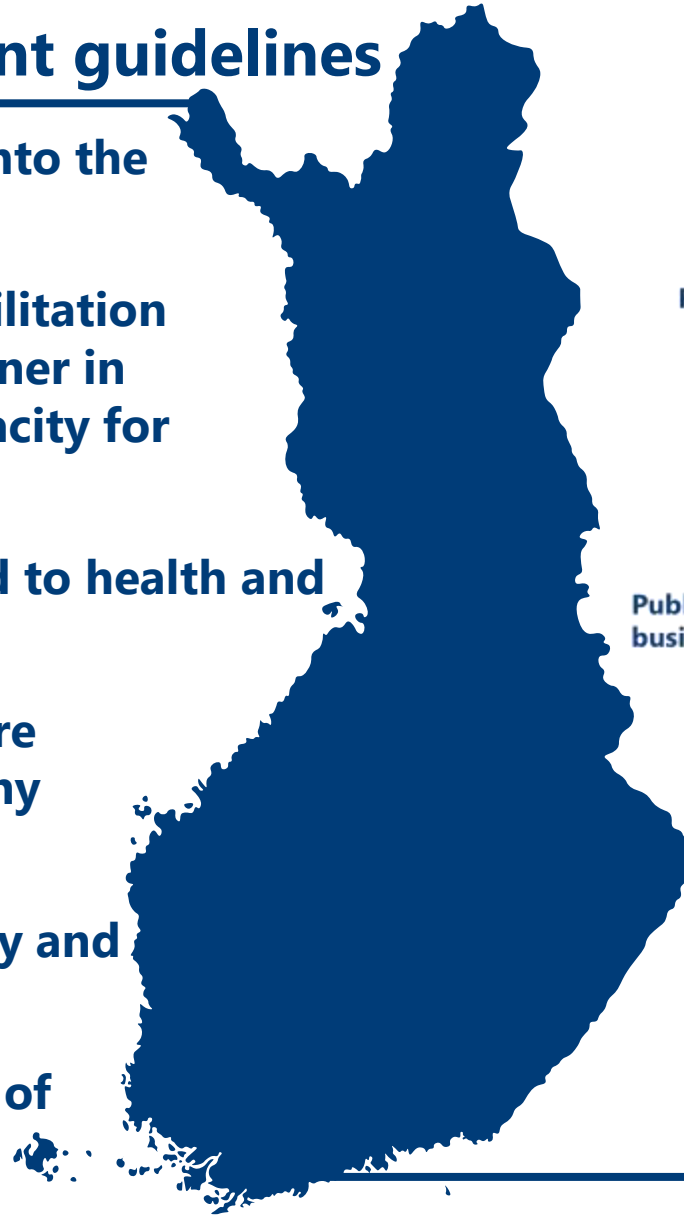 nt guidelines
nto the
ilitation
ner in
acity for
d to health and
re
ny
y and
of
Publ
busi